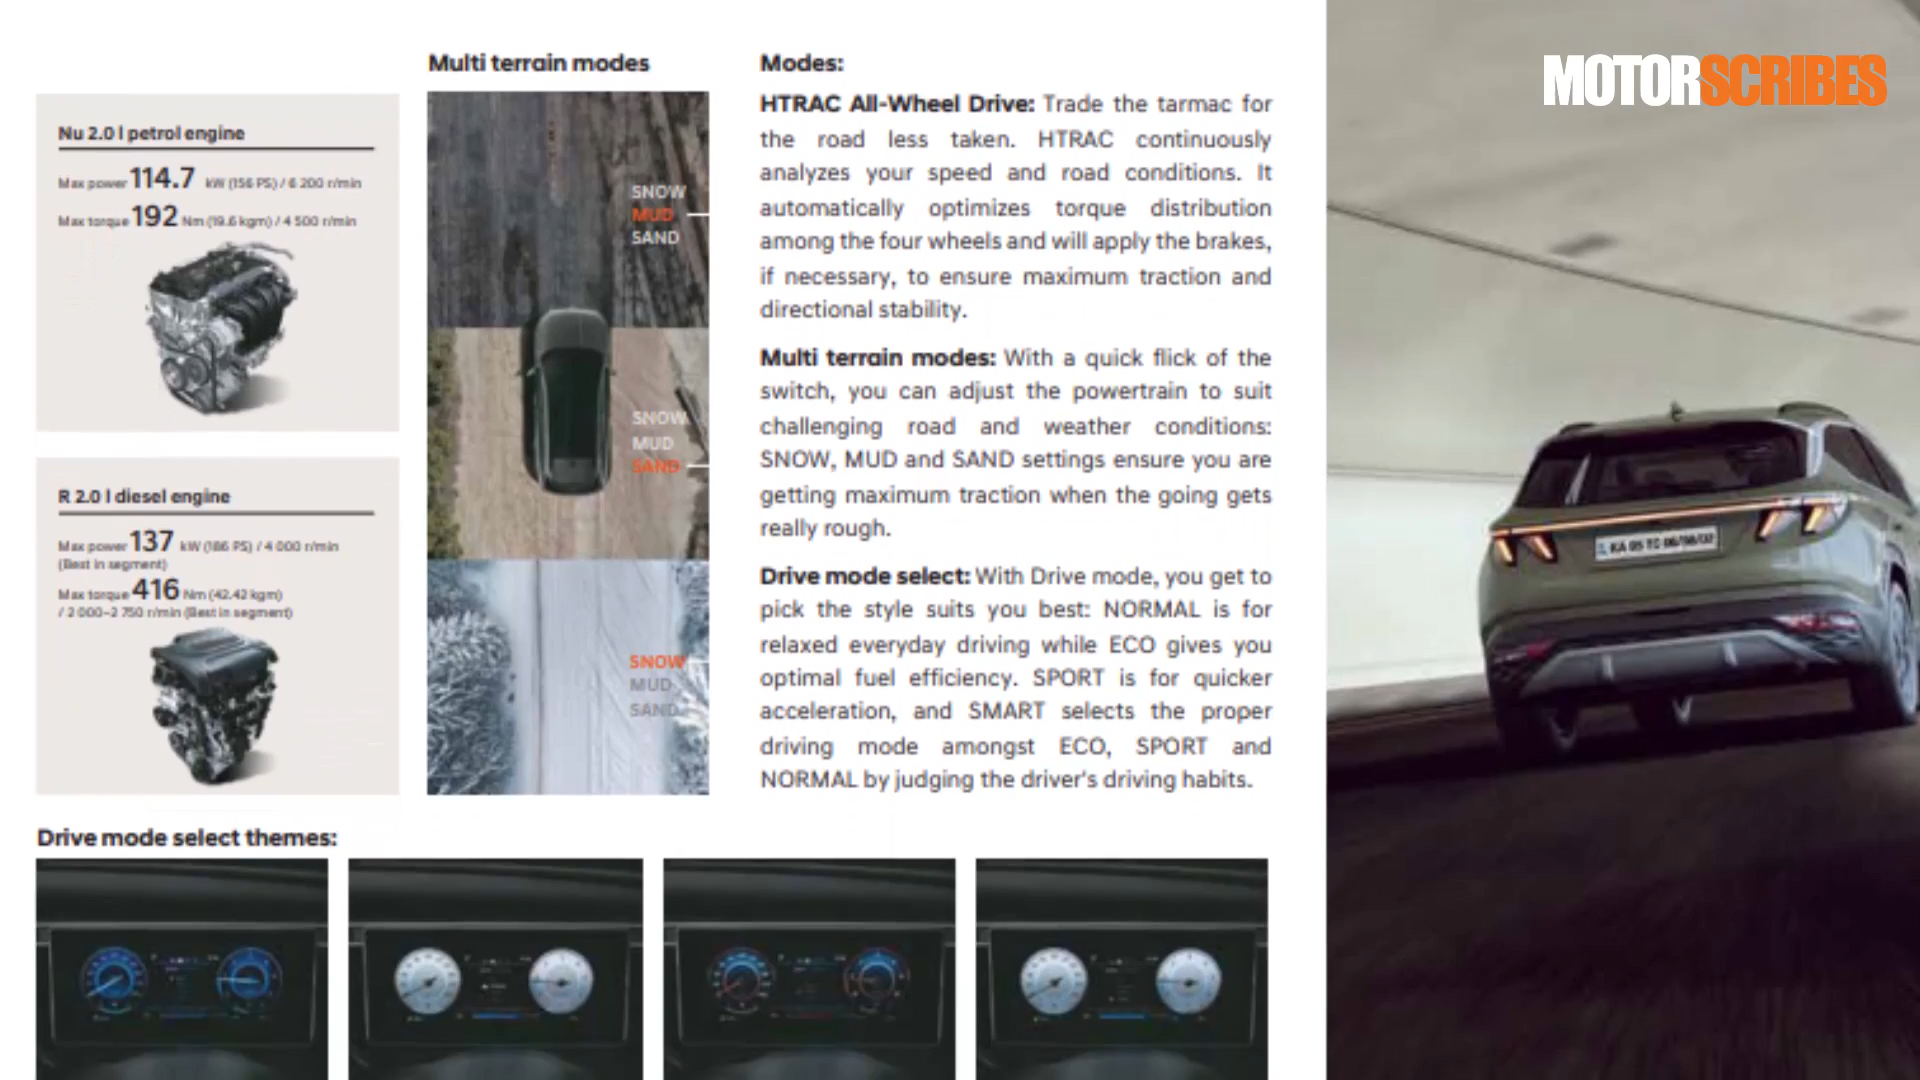 MOTORSCRIBES
Nu 2.0 l petrol engine
Max power 114.7 kW (156 PS) / 6 200 r/min
Max torque 192 Nm (19.6 kgm) / 4 500 r/min
R 2.0 l diesel engine
Max power 137 kW (186 PS) / 4 000 r/min
(Best in segment)
Max torque 416 Nm (42.42 kgm)
/ 2 000–2 750 r/min (Best in segment)
Multi terrain modes
SNOW
MUD
SAND
SNOW
MUD
SAND
SNOW
MUD
SAND
Modes:
HTRAC All-Wheel Drive: Trade the tarmac for
the road less taken. HTRAC continuously
analyzes your speed and road conditions. It
automatically optimizes torque distribution
among the four wheels and will apply the brakes,
if necessary, to ensure maximum traction and
directional stability.
Multi terrain modes: With a quick flick of the
switch, you can adjust the powertrain to suit
challenging road and weather conditions:
SNOW, MUD and SAND settings ensure you are
getting maximum traction when the going gets
really rough.
Drive mode select: With Drive mode, you get to
pick the style suits you best: NORMAL is for
relaxed everyday driving while ECO gives you
optimal fuel efficiency. SPORT is for quicker
acceleration, and SMART selects the proper
driving mode amongst ECO, SPORT and
NORMAL by judging the driver's driving habits.
Drive mode select themes: